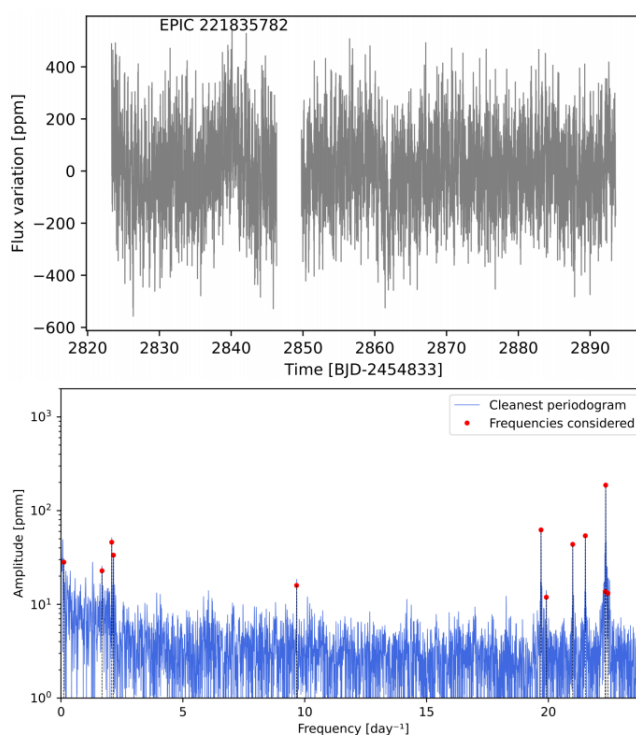 EPIC 221835782
Flux variation [ppm]
400
200
0
−200
−400
−600
2820 2830 2840 2850 2860 2870 2880 2890
Time [BJD-2454833]
Cleanest periodogram
Frequencies considered
Amplitude [pmm]
10³
10²
10¹
10⁰
0 5 10 15 20
Frequency [day⁻¹]